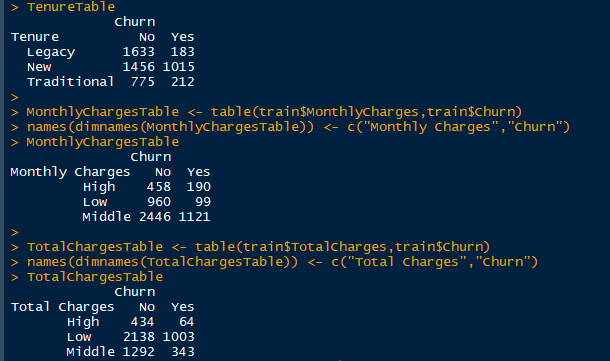 > TenureTable
Churn
Tenure No Yes
Legacy 1633 183
New 1456 1015
Traditional 775 212
>
> MonthlyChargesTable <- table(train$MonthlyCharges,train$Churn)
> names(dimnames(MonthlyChargesTable)) <- c("Monthly Charges","Churn")
> MonthlyChargesTable
Churn
Monthly Charges No Yes
High 458 190
Low 960 99
Middle 2446 1121
>
> TotalChargesTable <- table(train$TotalCharges,train$Churn)
> names(dimnames(TotalChargesTable)) <- c("Total Charges","Churn")
> TotalChargesTable
Churn
Total Charges No Yes
High 434 64
Low 2138 1003
Middle 1292 343